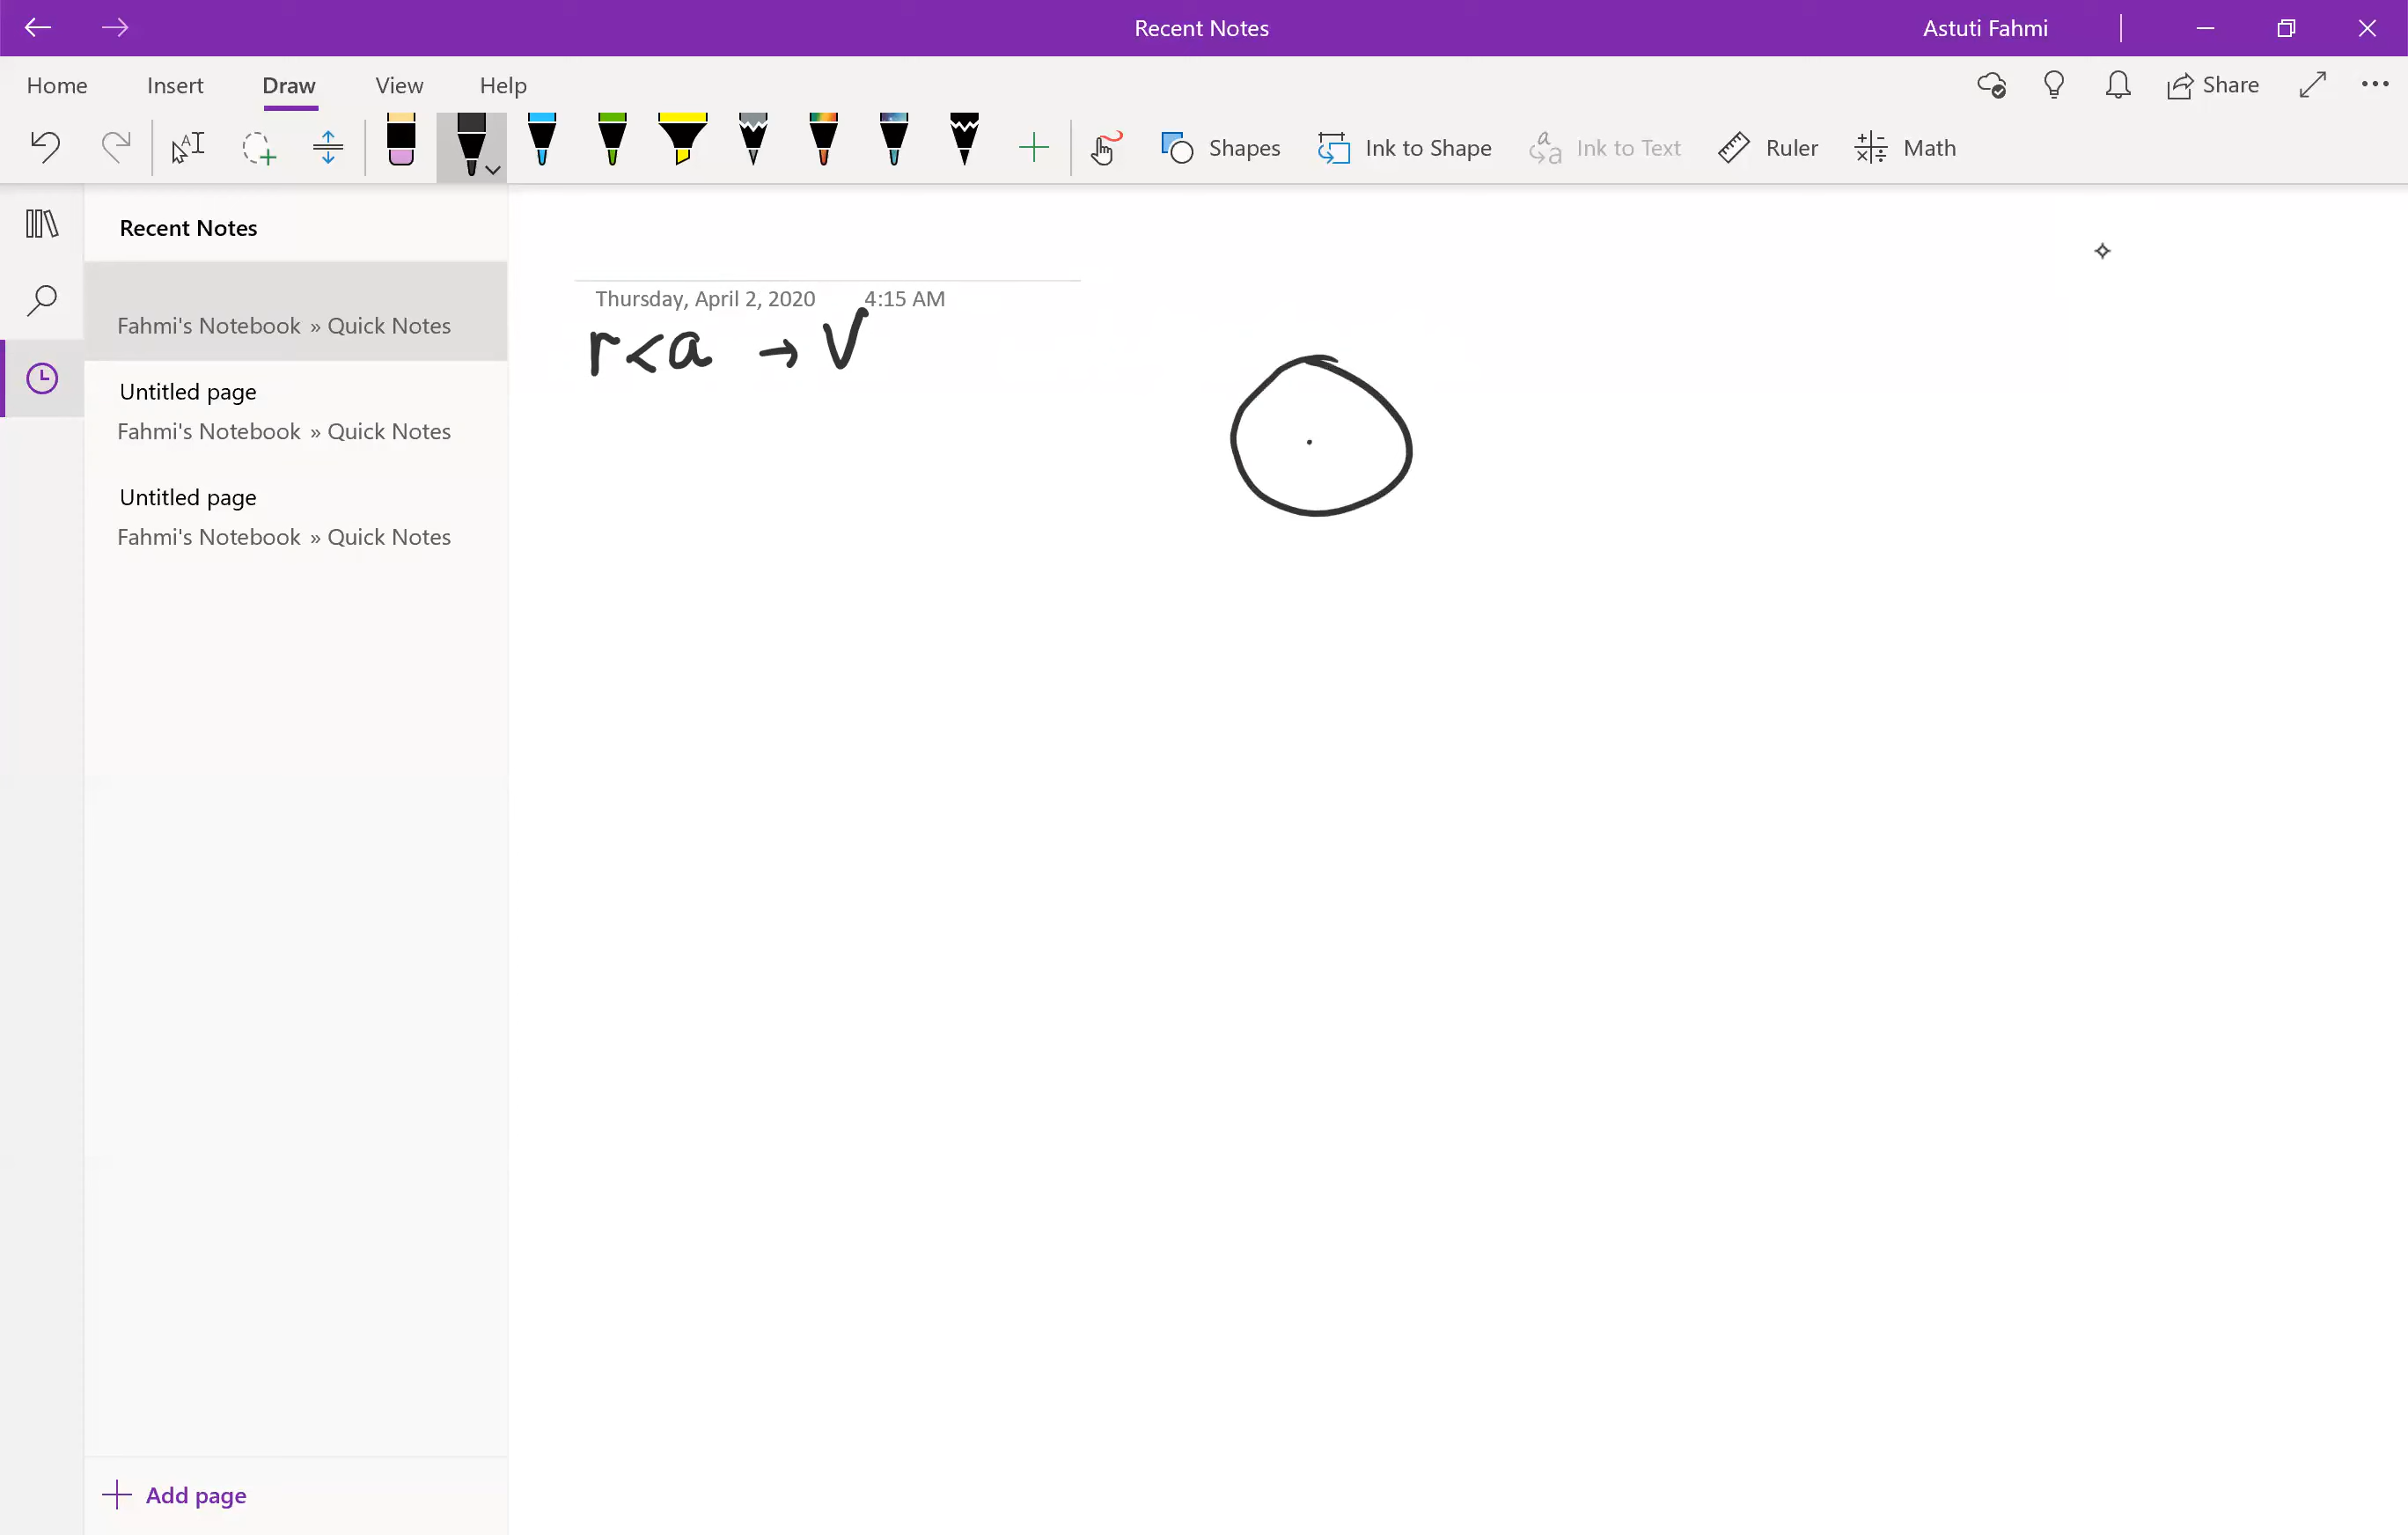 Recent Notes
Astuti Fahmi
Home Insert Draw View Help
Share
Shapes Ink to Shape Ink to Text Ruler Math
Recent Notes
Fahmi's Notebook » Quick Notes
Untitled page
Fahmi's Notebook » Quick Notes
Untitled page
Fahmi's Notebook » Quick Notes
Add page
Thursday, April 2, 2020 4:15 AM
r<a → V